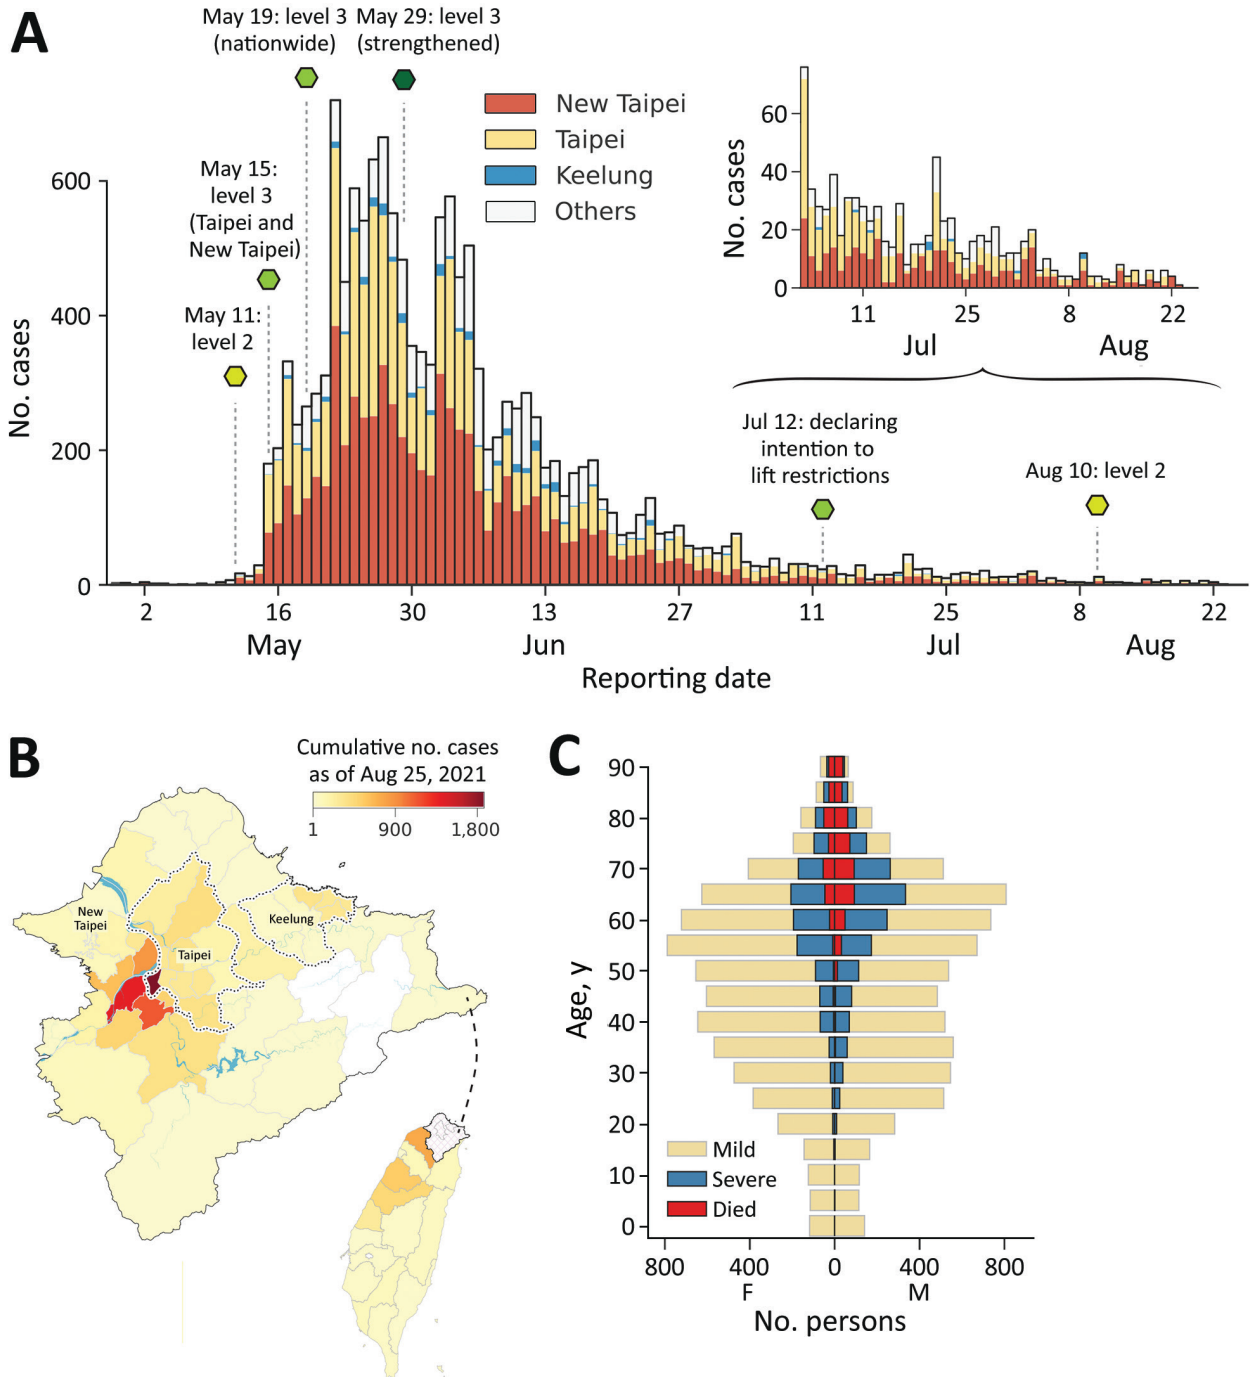 A
May 19: level 3
(nationwide)
May 29: level 3
(strengthened)
May 15:
level 3
(Taipei and
New Taipei)
May 11:
level 2
New Taipei
Taipei
Keelung
Others
No. cases
600
400
200
0
2
16
30
13
27
11
25
8
22
May
Jun
Jul
Aug
Reporting date
No. cases
60
40
20
0
11
25
8
22
Jul
Aug
Jul 12: declaring
intention to
lift restrictions
Aug 10: level 2
B
Cumulative no. cases
as of Aug 25, 2021
1
900
1,800
New
Taipei
Taipei
Keelung
C
Age, y
90
80
70
60
50
40
30
20
10
0
Mild
Severe
Died
800
400
0
400
800
F
M
No. persons